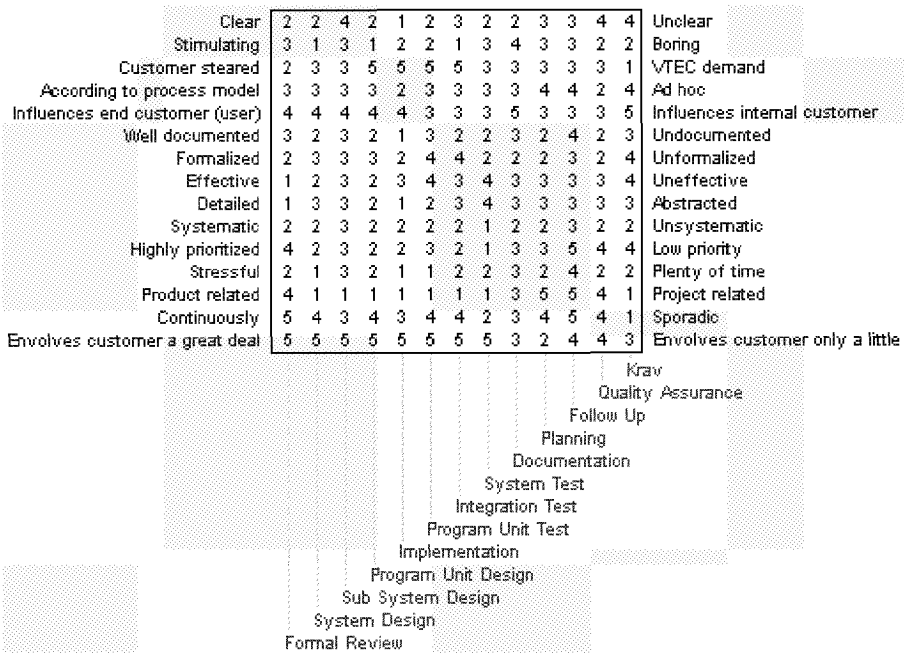 Clear 2 2 4 2 1 2 3 2 2 3 3 4 4 Unclear
Stimulating 3 1 3 1 2 2 1 3 4 3 3 2 2 Boring
Customer steared 2 3 3 5 5 5 5 3 3 3 3 3 1 VTEC demand
According to process model 3 3 3 3 2 3 3 3 3 4 4 2 4 Ad hoc
Influences end customer (user) 4 4 4 4 4 3 3 3 5 3 3 3 5 Influences internal customer
Well documented 3 2 3 2 1 3 2 2 3 2 4 2 3 Undocumented
Formalized 2 3 3 3 2 4 4 2 2 2 3 2 4 Unformalized
Effective 1 2 3 2 3 4 3 4 3 3 3 3 4 Uneffective
Detailed 1 3 3 2 1 2 3 4 3 3 3 3 3 Abstracted
Systematic 2 2 3 2 2 2 2 1 2 2 3 2 2 Unsystematic
Highly prioritized 4 2 3 2 2 3 2 1 3 3 5 4 4 Low priority
Stressful 2 1 3 2 1 1 2 2 3 2 4 2 2 Plenty of time
Product related 4 1 1 1 1 1 1 1 3 5 5 4 1 Project related
Continuously 5 4 3 4 3 4 4 2 3 4 5 4 1 Sporadic
Envolves customer a great deal 5 5 5 5 5 5 5 5 3 2 4 4 3 Envolves customer only a little
Krav
Quality Assurance
Follow Up
Planning
Documentation
System Test
Integration Test
Program Unit Test
Implementation
Program Unit Design
Sub System Design
System Design
Formal Review